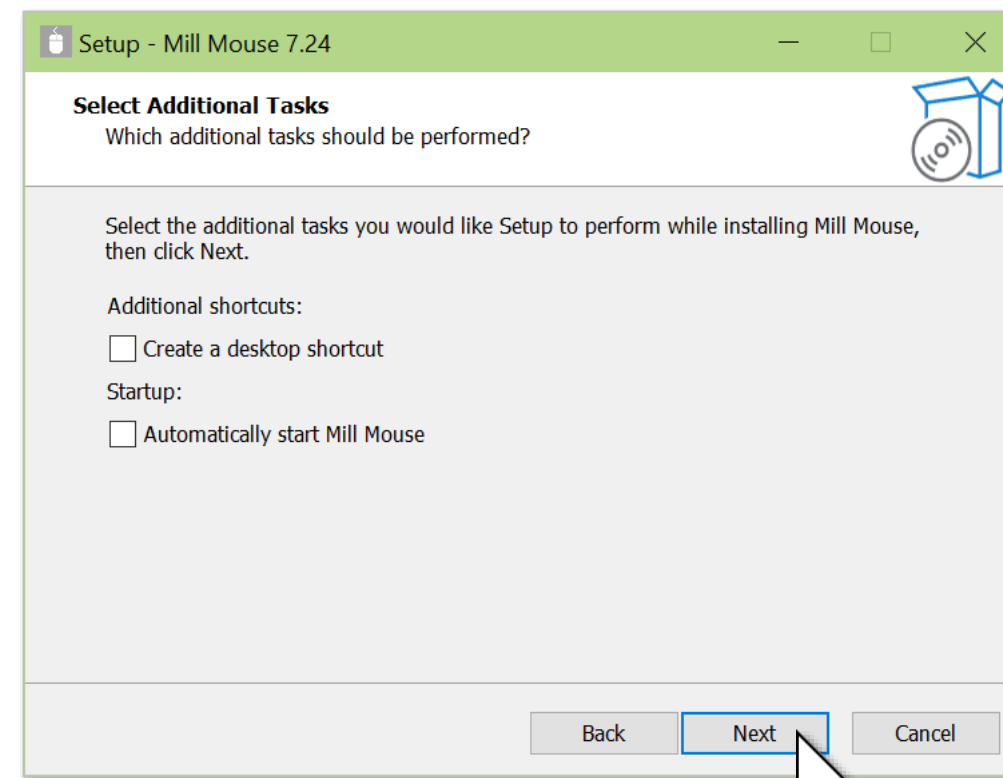 Setup - Mill Mouse 7.24
Select Additional Tasks
Which additional tasks should be performed?
Select the additional tasks you would like Setup to perform while installing Mill Mouse,
then click Next.
Additional shortcuts:
Create a desktop shortcut
Startup:
Automatically start Mill Mouse
Back Next Cancel